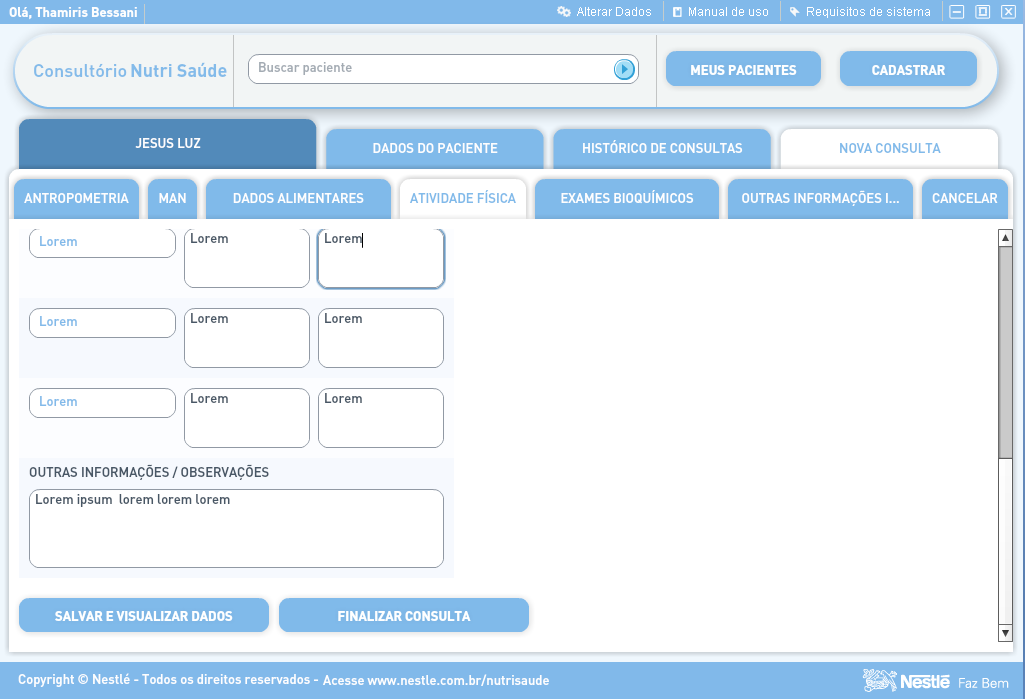 Olá, Thamiris Bessani
Alterar Dados
Manual de uso
Requisitos de sistema
Consultório Nutri Saúde
Buscar paciente
MEUS PACIENTES
CADASTRAR
JESUS LUZ
DADOS DO PACIENTE
HISTÓRICO DE CONSULTAS
NOVA CONSULTA
ANTROPOMETRIA
MAN
DADOS ALIMENTARES
ATIVIDADE FÍSICA
EXAMES BIOQUÍMICOS
OUTRAS INFORMAÇÕES I...
CANCELAR
Lorem
Lorem
Lorem
Lorem
Lorem
Lorem
Lorem
Lorem
Lorem
OUTRAS INFORMAÇÕES / OBSERVAÇÕES
Lorem ipsum  lorem lorem lorem
SALVAR E VISUALIZAR DADOS
FINALIZAR CONSULTA
Copyright © Nestlé - Todos os direitos reservados - Acesse www.nestle.com.br/nutrisaude
Nestlé Faz Bem